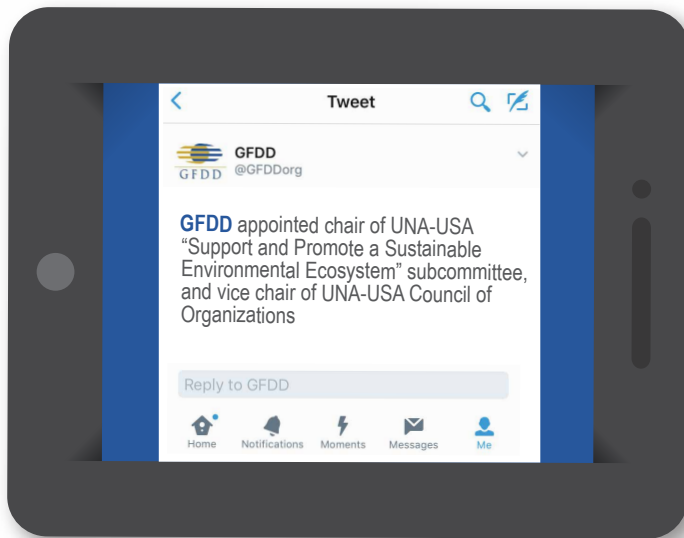 Tweet
GFDD
GFDD
@GFDDorg
GFDD appointed chair of UNA-USA
“Support and Promote a Sustainable
Environmental Ecosystem” subcommittee,
and vice chair of UNA-USA Council of
Organizations
Reply to GFDD
Home Notifications Moments Messages Me